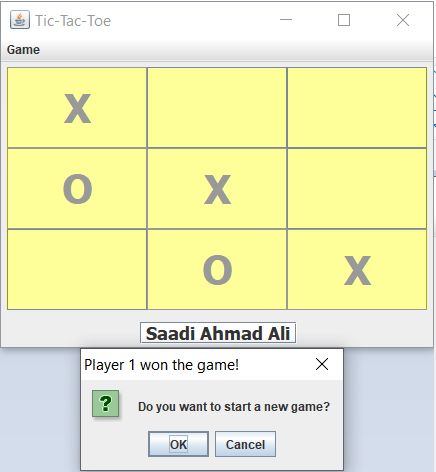 Tic-Tac-Toe
Game
X
O X
O X
Saadi Ahmad Ali
Player 1 won the game!
? Do you want to start a new game?
OK Cancel